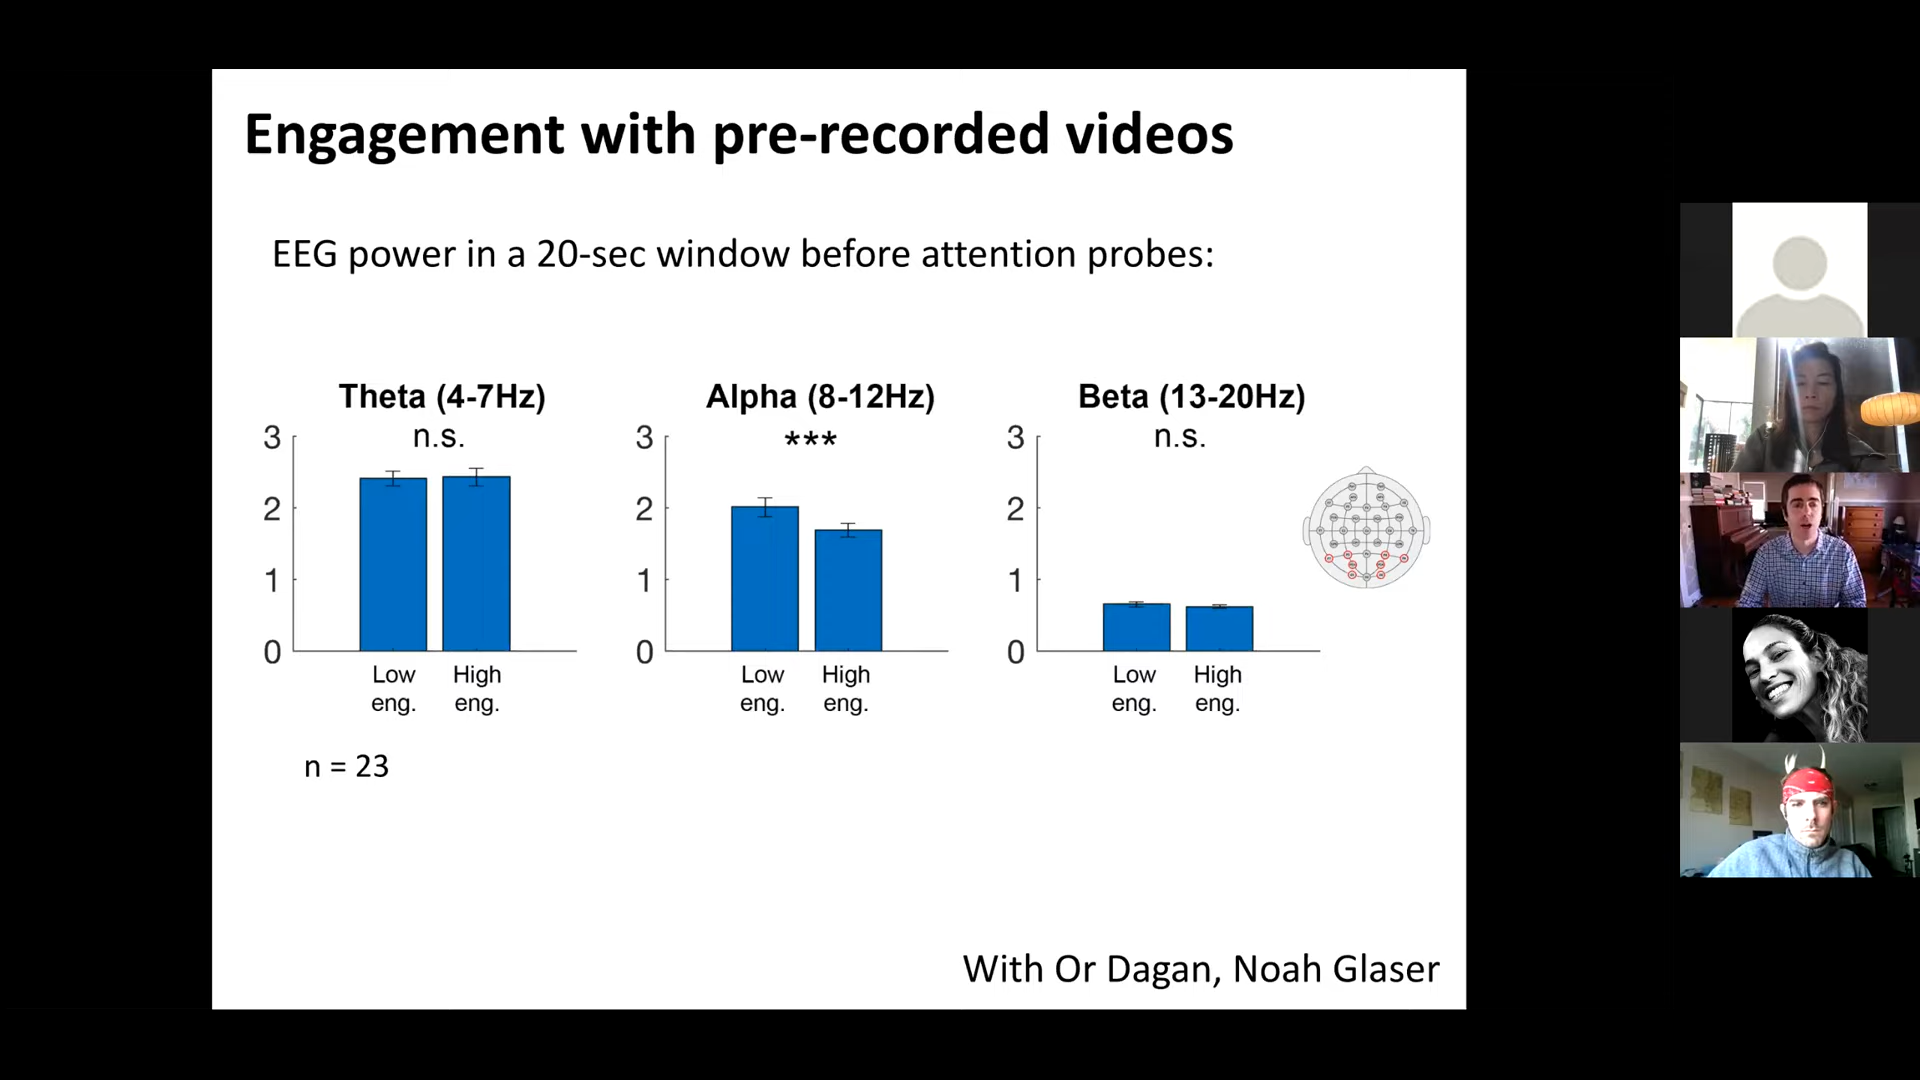 Engagement with pre-recorded videos
EEG power in a 20-sec window before attention probes:
Theta (4-7Hz)
n.s.
3
2
1
0
Low eng.
High eng.
Alpha (8-12Hz)
***
3
2
1
0
Low eng.
High eng.
Beta (13-20Hz)
n.s.
3
2
1
0
Low eng.
High eng.
n = 23
With Or Dagan, Noah Glaser